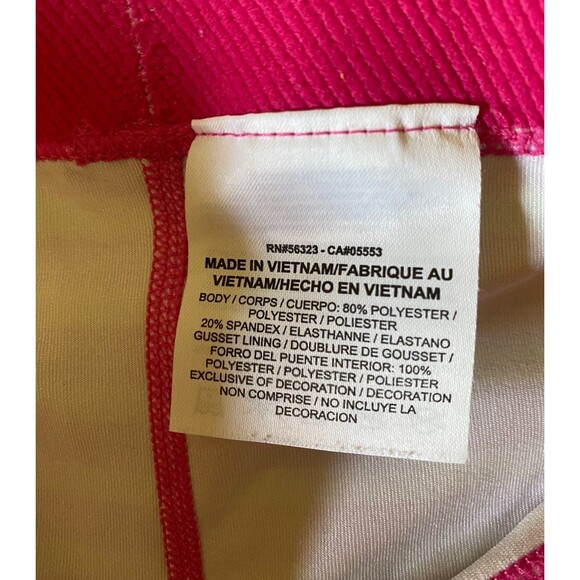 RN#56323 - CA#05553
MADE IN VIETNAM/FABRIQUE AU
VIETNAM/HECHO EN VIETNAM
BODY / CORPS / CUERPO: 80% POLYESTER /
POLYESTER / POLIESTER
20% SPANDEX / ELASTHANNE / ELASTANO
GUSSET LINING / DOUBLURE DE GOUSSET /
FORRO DEL PUENTE INTERIOR: 100%
POLYESTER / POLYESTER / POLIESTER
EXCLUSIVE OF DECORATION / DECORATION
NON COMPRISE / NO INCLUYE LA
DECORACION